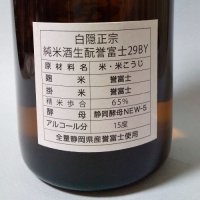 白隠正宗
純米酒生酛誉富士29BY
原材料名 米・米こうじ
麹米 誉富士
掛米 誉富士
精米歩合 65%
酵母 静岡酵母NEW-5
アルコール分 15度
全量静岡県産誉富士使用